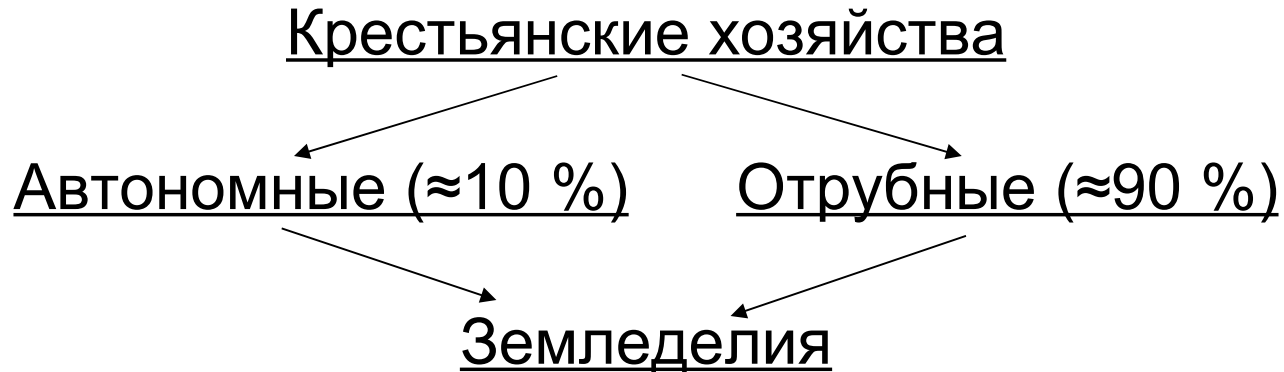 Крестьянские хозяйства
Автономные (≈10 %) Отрубные (≈90 %)
Земледелия